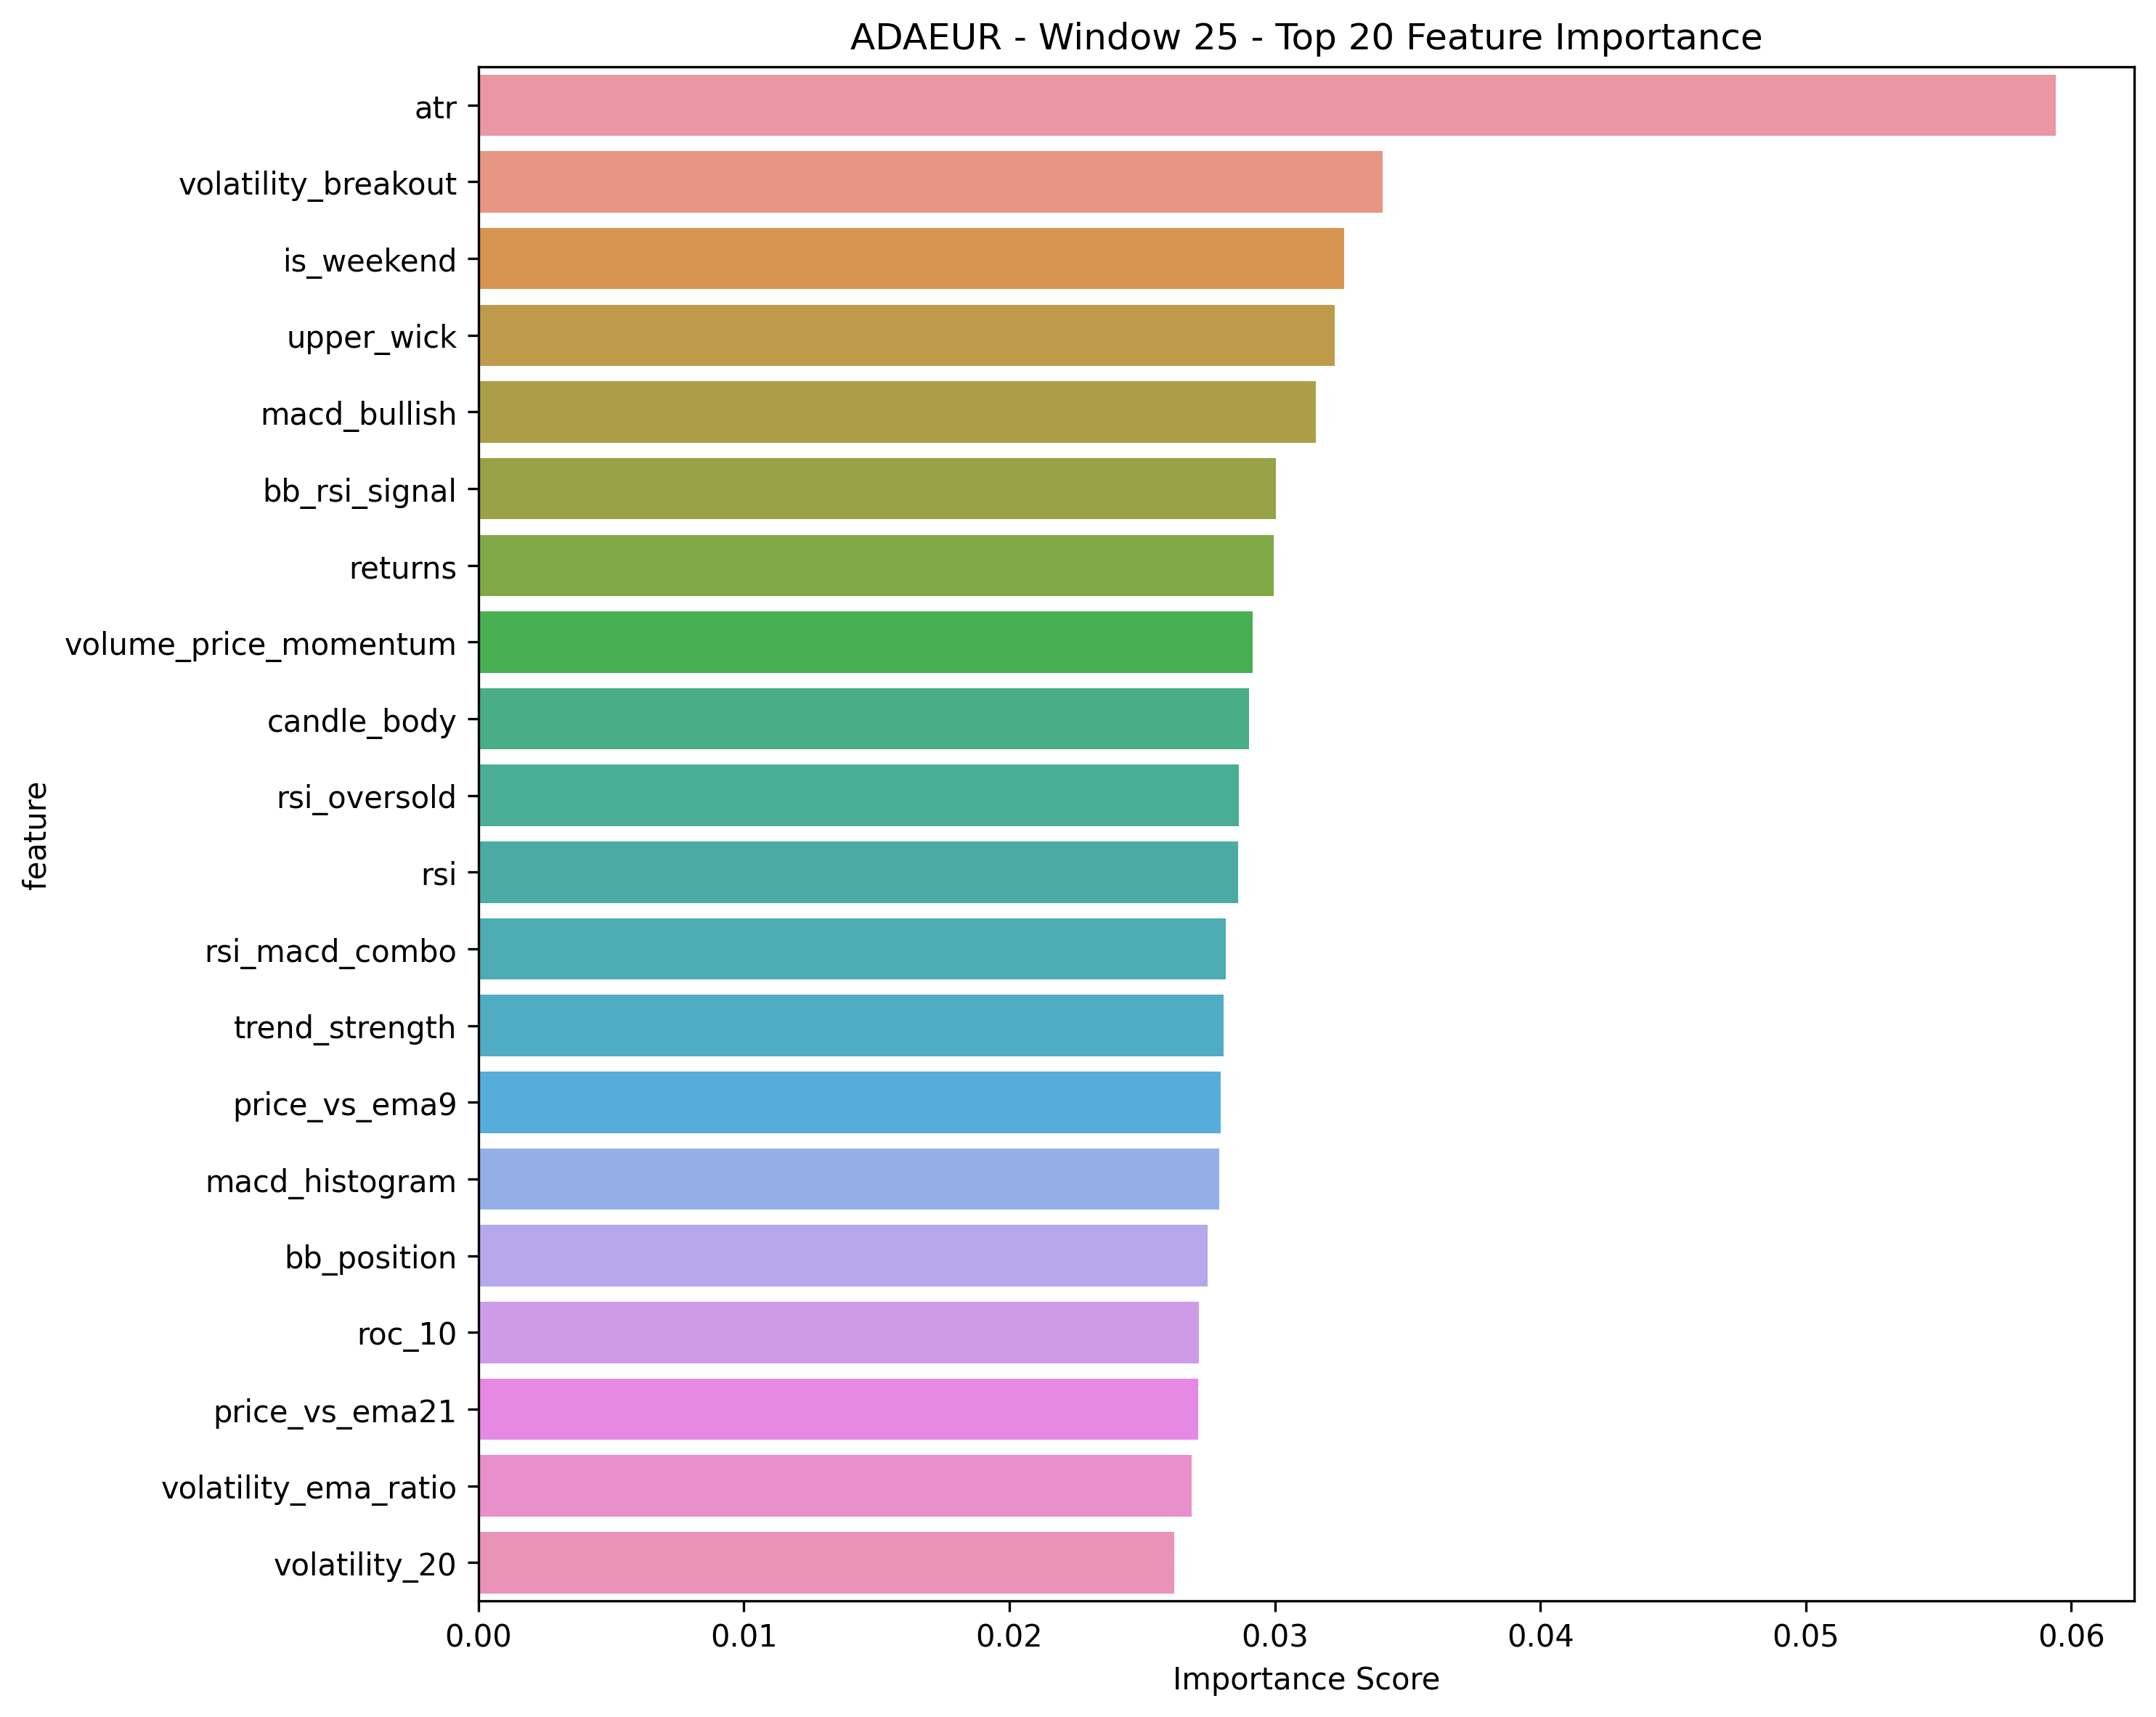 ADAEUR - Window 25 - Top 20 Feature Importance
atr
volatility_breakout
is_weekend
upper_wick
macd_bullish
bb_rsi_signal
returns
volume_price_momentum
candle_body
rsi_oversold
rsi
rsi_macd_combo
trend_strength
price_vs_ema9
macd_histogram
bb_position
roc_10
price_vs_ema21
volatility_ema_ratio
volatility_20
feature
0.00 0.01 0.02 0.03 0.04 0.05 0.06
Importance Score